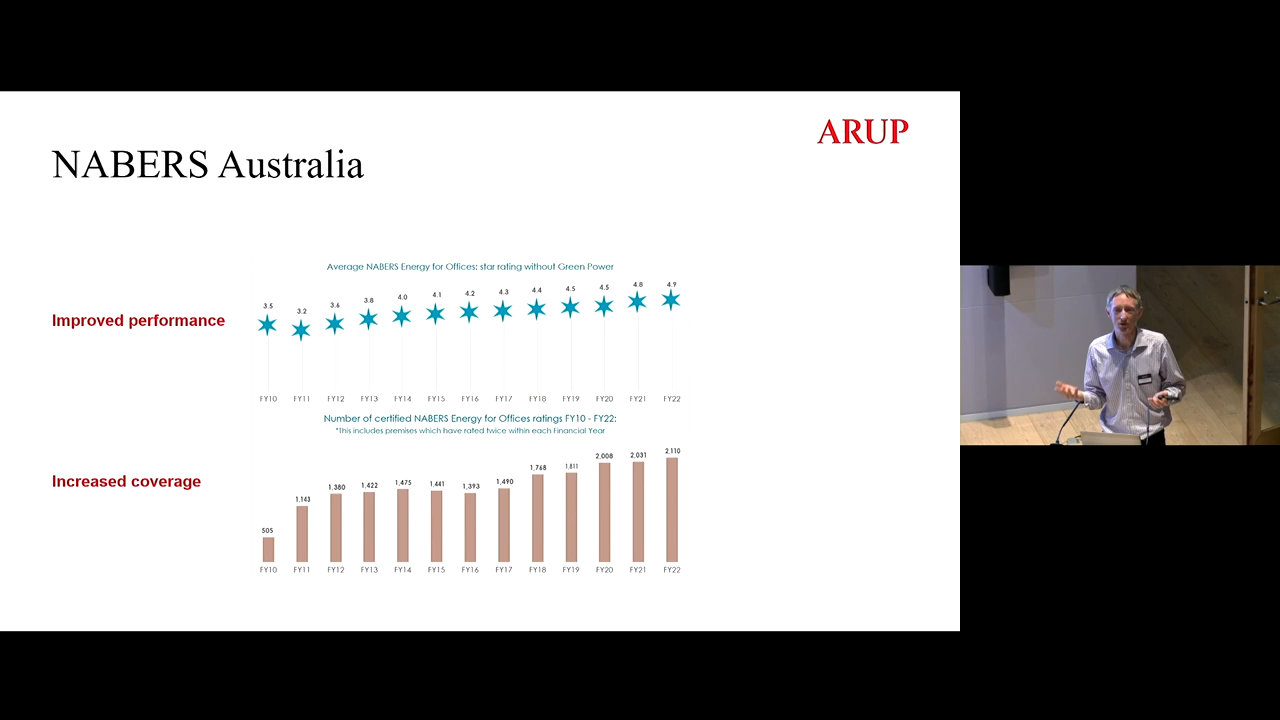 ARUP
NABERS Australia
Average NABERS Energy for Offices: star rating without Green Power
3.5 3.2 3.6 3.8 4.0 4.1 4.2 4.3 4.4 4.5 4.5 4.8 4.9
Improved performance
FY10 FY11 FY12 FY13 FY14 FY15 FY16 FY17 FY18 FY19 FY20 FY21 FY22
Number of certified NABERS Energy for Offices ratings FY10 - FY22:
*This includes premises which have rated twice within each Financial Year
505 1,143 1,380 1,422 1,475 1,441 1,393 1,490 1,768 1,811 2,008 2,031 2,110
Increased coverage
FY10 FY11 FY12 FY13 FY14 FY15 FY16 FY17 FY18 FY19 FY20 FY21 FY22